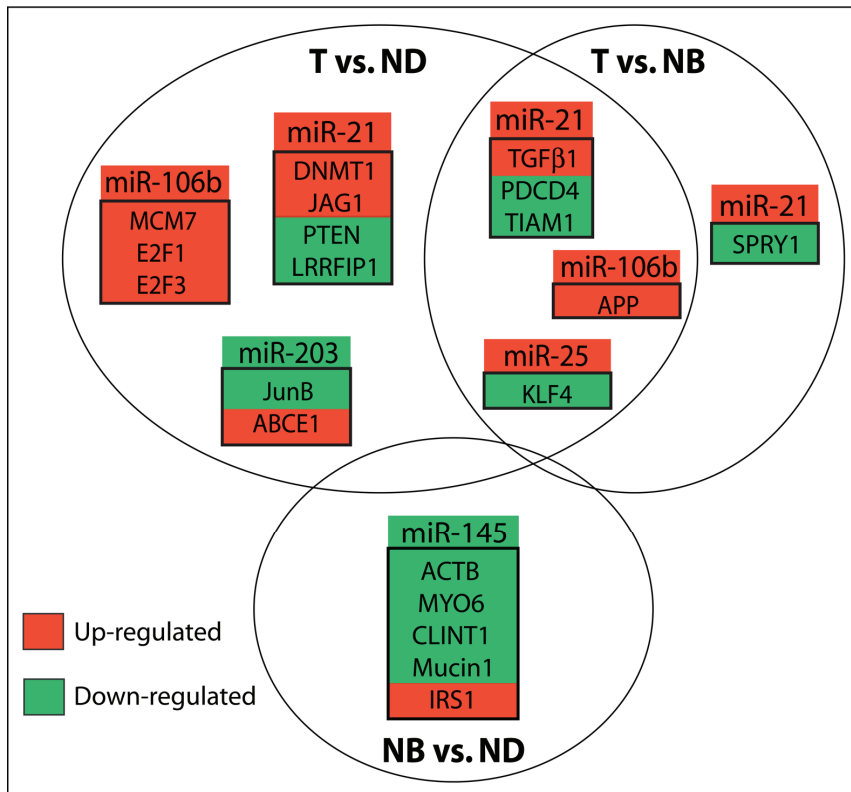 T vs. ND
T vs. NB
miR-21
DNMT1
JAG1
PTEN
LRRFIP1
miR-106b
MCM7
E2F1
E2F3
miR-203
JunB
ABCE1
miR-21
TGFβ1
PDCD4
TIAM1
miR-106b
APP
miR-25
KLF4
miR-21
SPRY1
miR-145
ACTB
MYO6
CLINT1
Mucin1
IRS1
NB vs. ND
Up-regulated
Down-regulated